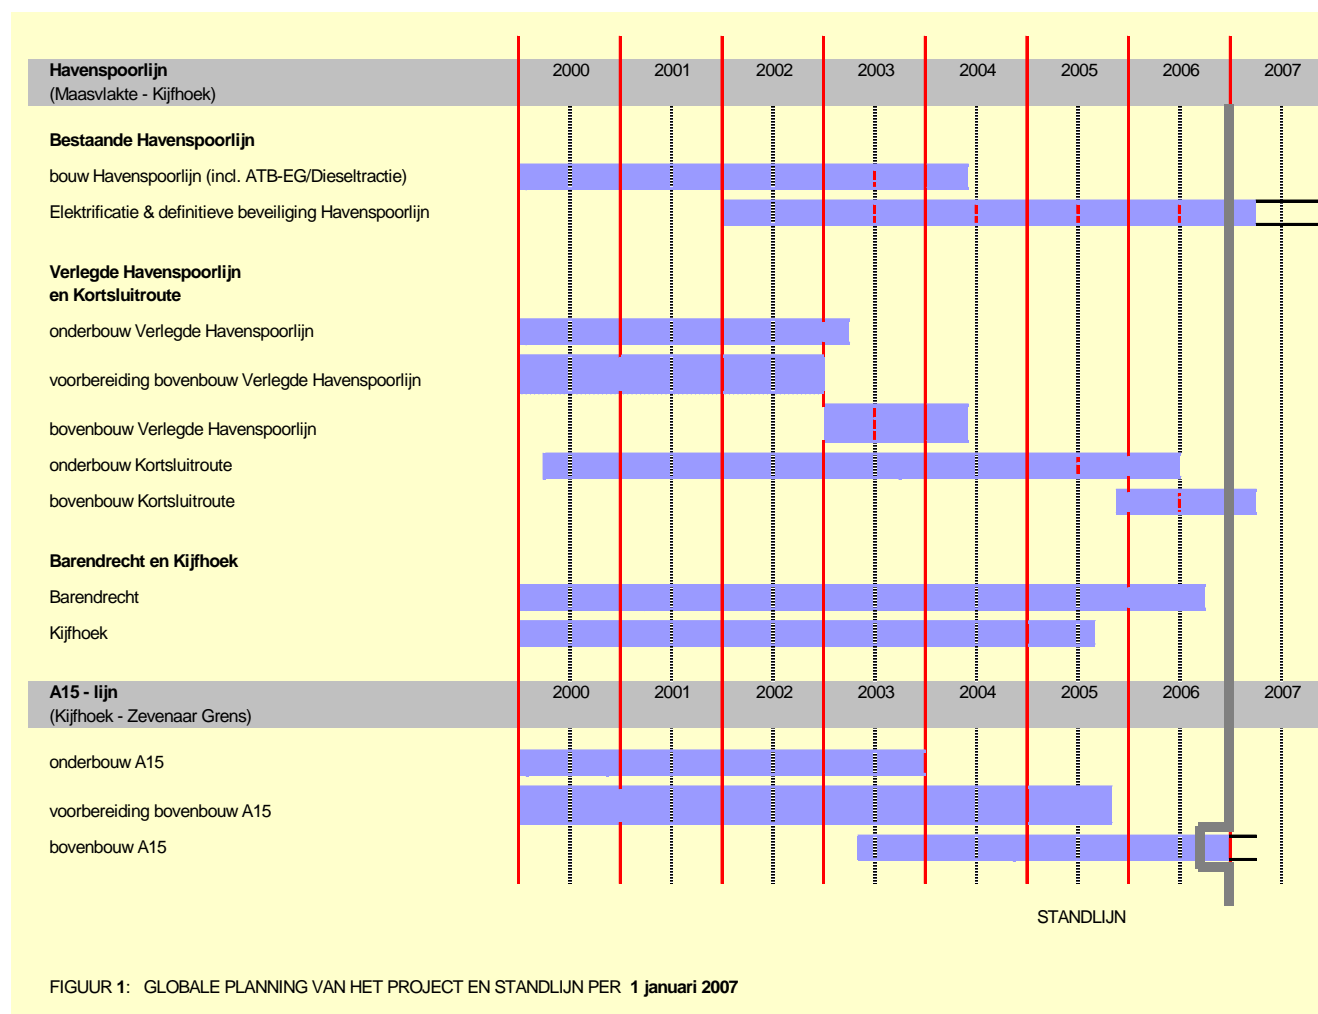 Havenspoorlijn 2000 2001 2002 2003 2004 2005 2006 2007
(Maasvlakte - Kijfhoek)
Bestaande Havenspoorlijn
bouw Havenspoorlijn (incl. ATB-EG/Dieseltractie)
Elektrificatie & definitieve beveiliging Havenspoorlijn
Verlegde Havenspoorlijn
en Kortsluitroute
onderbouw Verlegde Havenspoorlijn
voorbereiding bovenbouw Verlegde Havenspoorlijn
bovenbouw Verlegde Havenspoorlijn
onderbouw Kortsluitroute
bovenbouw Kortsluitroute
Barendrecht en Kijfhoek
Barendrecht
Kijfhoek
A15 - lijn 2000 2001 2002 2003 2004 2005 2006 2007
(Kijfhoek - Zevenaar Grens)
onderbouw A15
voorbereiding bovenbouw A15
bovenbouw A15
STANDLIJN
FIGUUR 1: GLOBALE PLANNING VAN HET PROJECT EN STANDLIJN PER 1 januari 2007